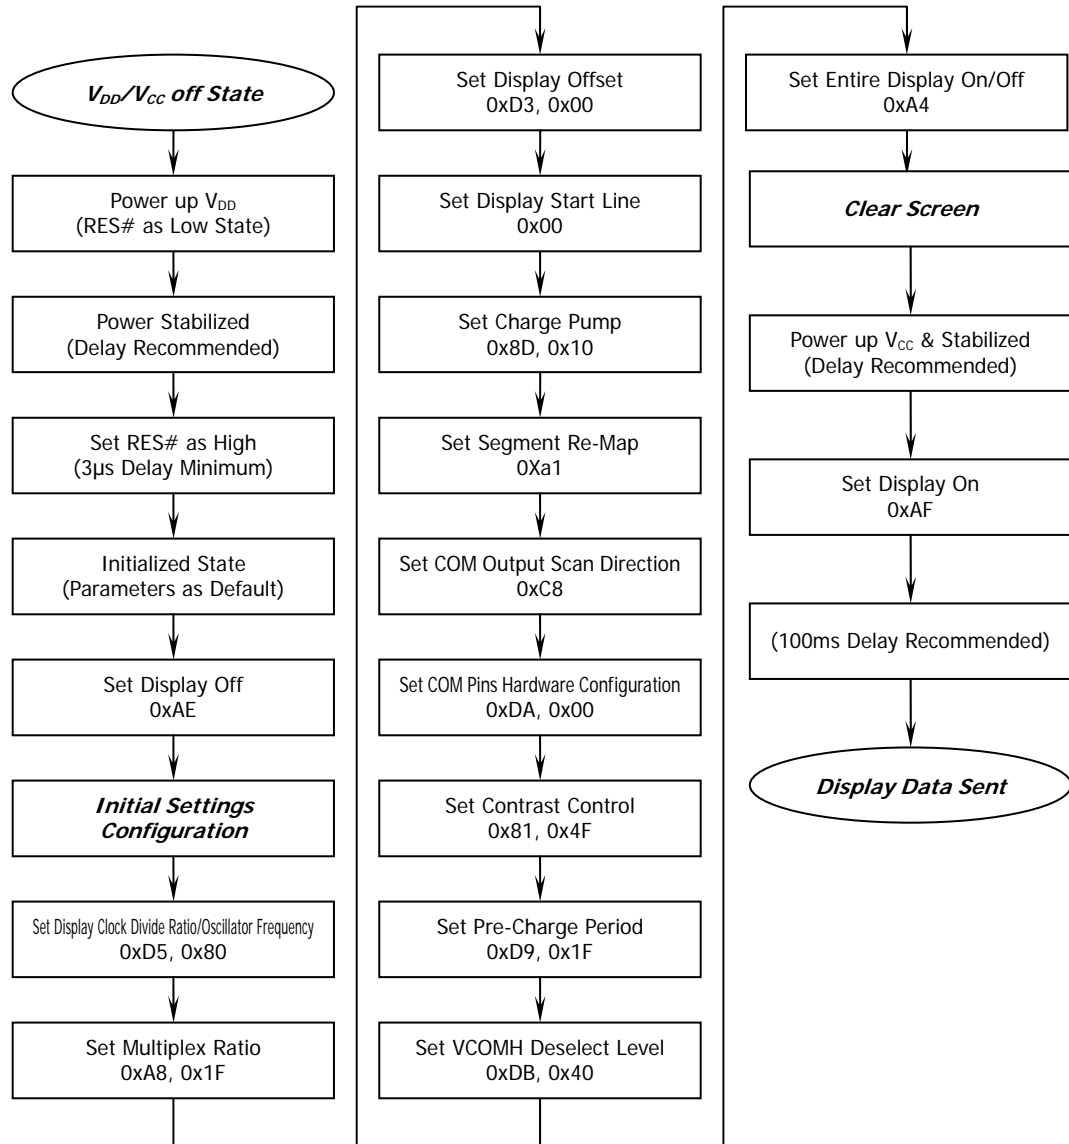 VDD/VCC off State
Power up VDD
(RES# as Low State)
Power Stabilized
(Delay Recommended)
Set RES# as High
(3μs Delay Minimum)
Initialized State
(Parameters as Default)
Set Display Off
0xAE
Initial Settings
Configuration
Set Display Clock Divide Ratio/Oscillator Frequency
0xD5, 0x80
Set Multiplex Ratio
0xA8, 0x1F
Set Display Offset
0xD3, 0x00
Set Display Start Line
0x00
Set Charge Pump
0x8D, 0x10
Set Segment Re-Map
0Xa1
Set COM Output Scan Direction
0xC8
Set COM Pins Hardware Configuration
0xDA, 0x00
Set Contrast Control
0x81, 0x4F
Set Pre-Charge Period
0xD9, 0x1F
Set VCOMH Deselect Level
0xDB, 0x40
Set Entire Display On/Off
0xA4
Clear Screen
Power up VCC & Stabilized
(Delay Recommended)
Set Display On
0xAF
(100ms Delay Recommended)
Display Data Sent